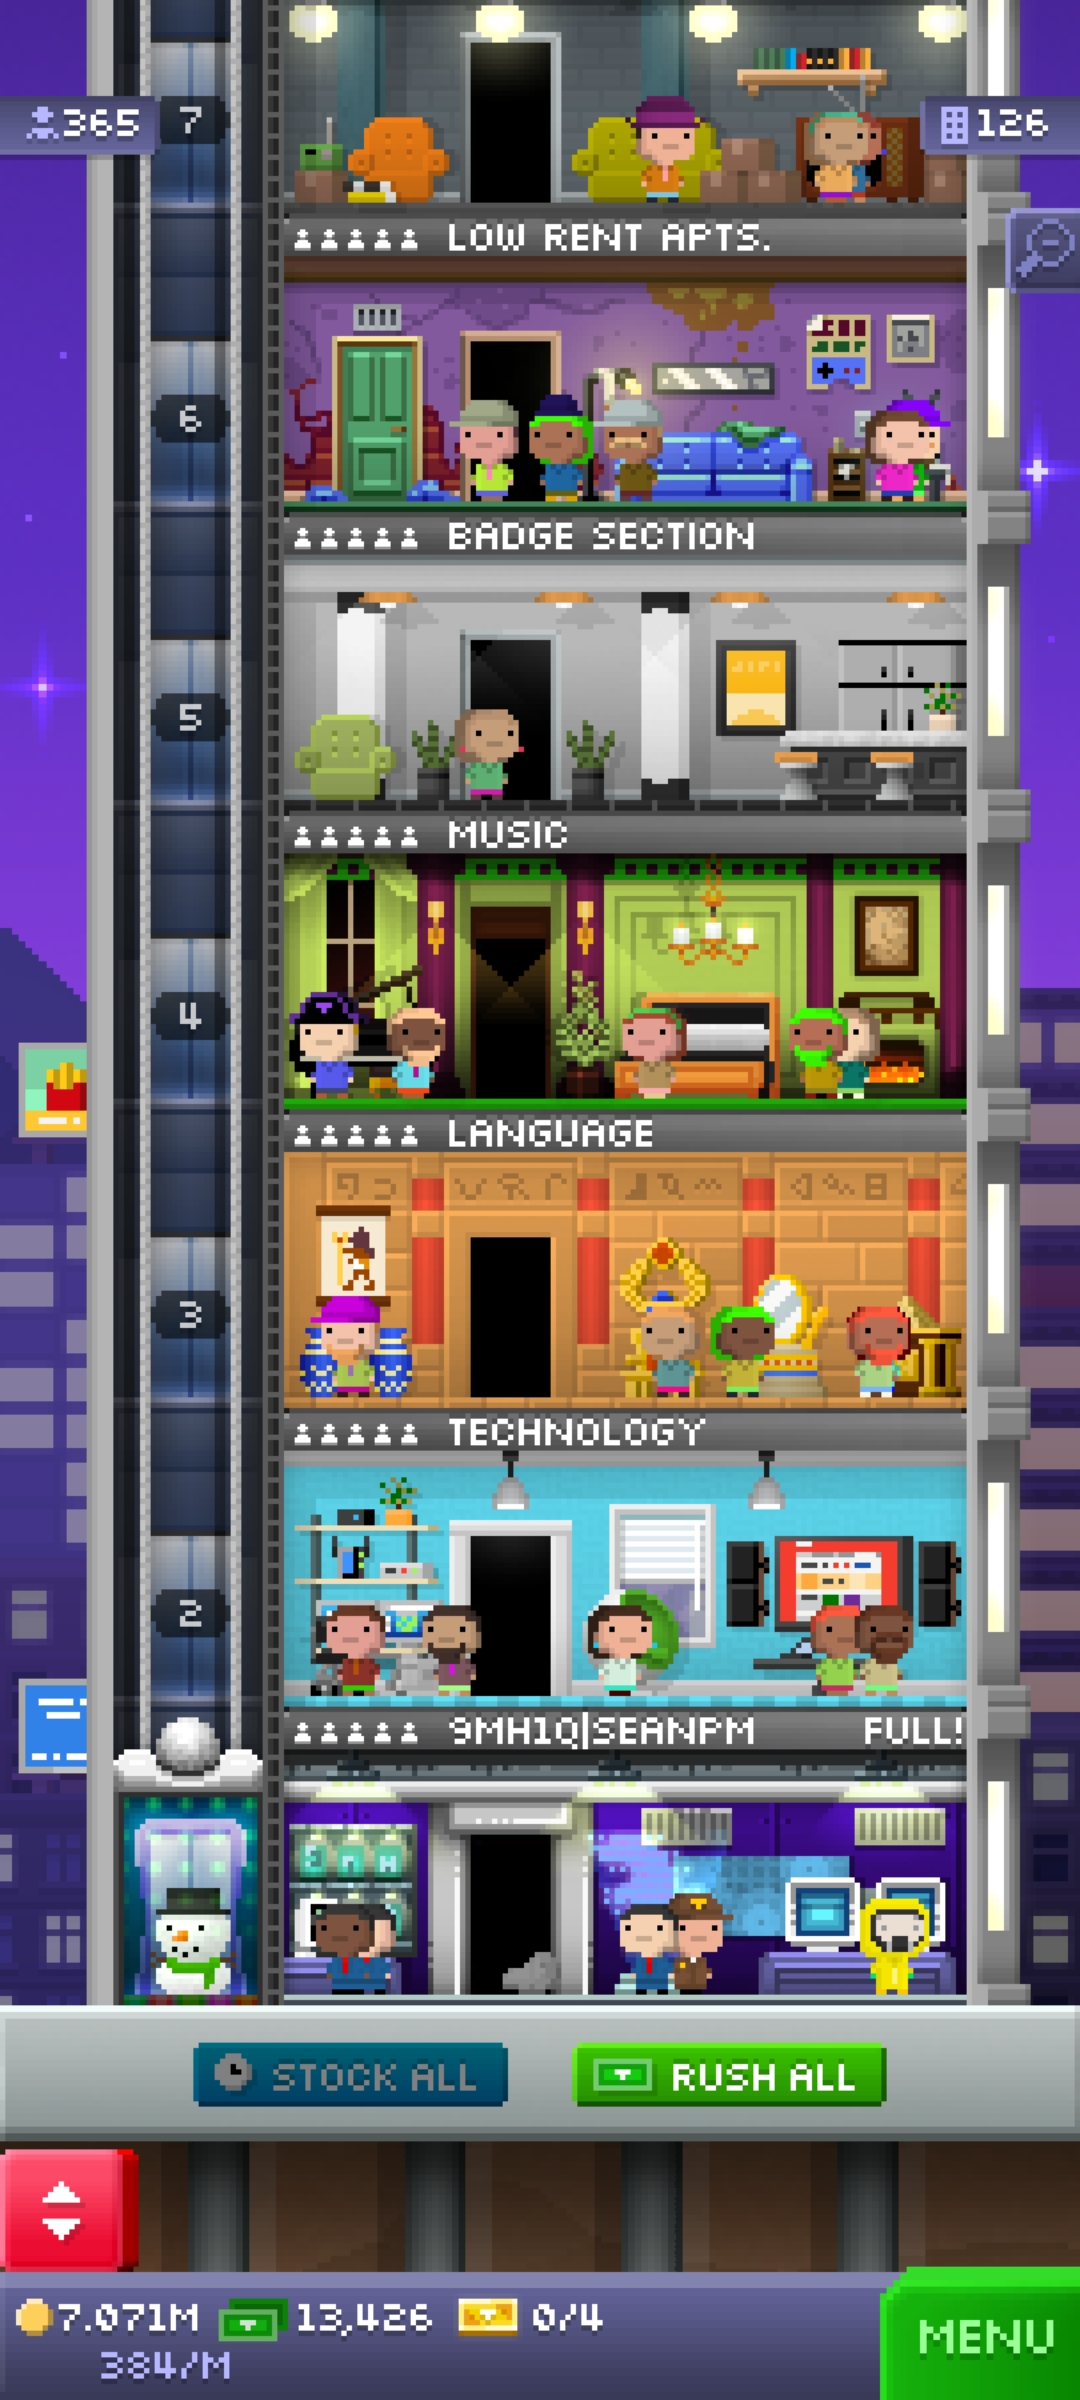 7
365
126
LOW RENT APTS.
6
BADGE SECTION
5
MUSIC
4
LANGUAGE
3
TECHNOLOGY
2
9MH1Q|SEANPM FULL!
STOCK ALL
RUSH ALL
7.071M 13,426 0/4
384/M
MENU